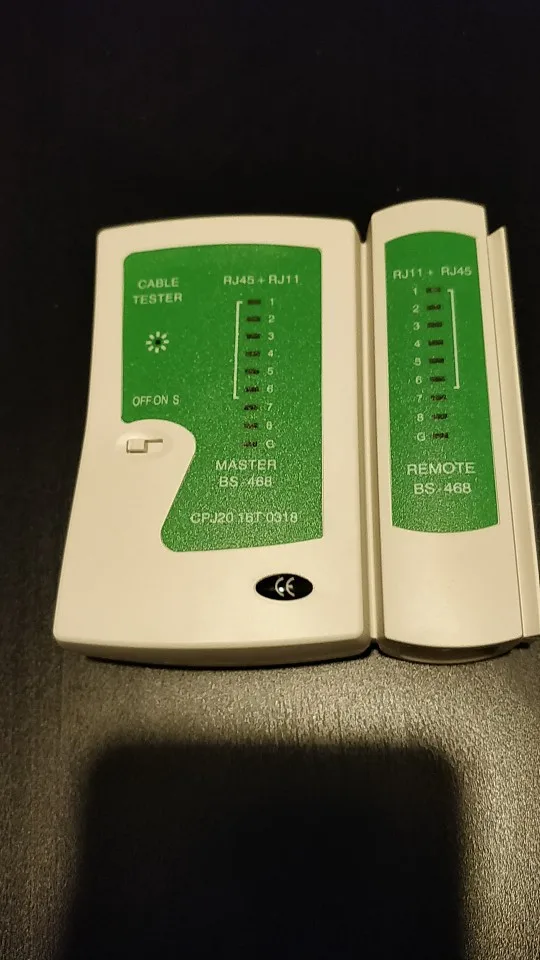 CABLE
TESTER
OFF ON S
RJ45 + RJ11
1
2
3
4
5
6
7
8
G
MASTER
BS-468
CPJ20 16T 0318
CE
RJ11 + RJ45
1
2
3
4
5
6
7
8
G
REMOTE
BS-468